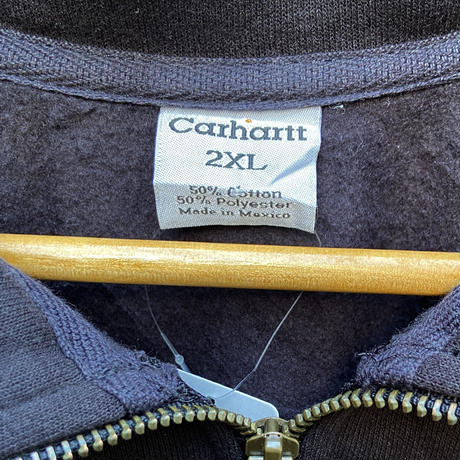 Carhartt
2XL
50% Cotton
50% Polyester
Made in Mexico